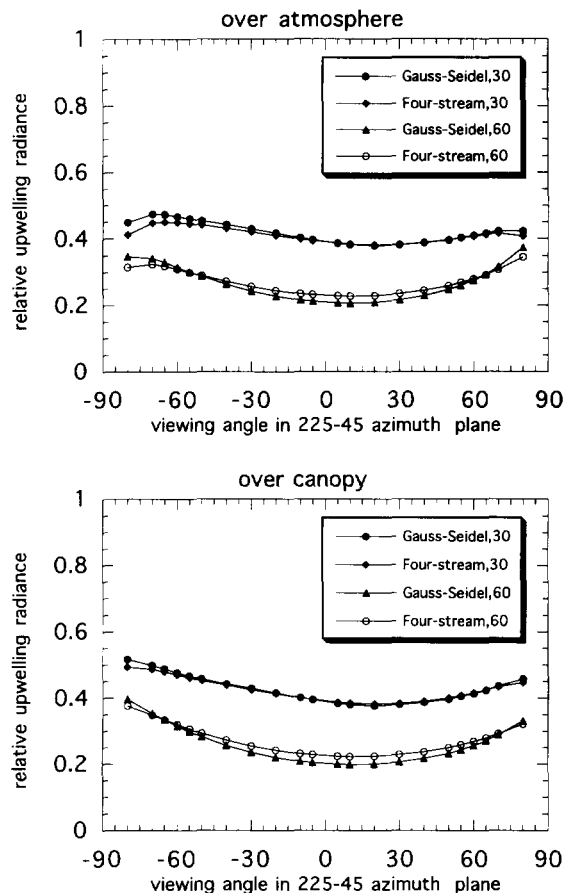 over atmosphere
1
0.8
0.6
0.4
0.2
0
relative upwelling radiance
Gauss-Seidel,30
Four-stream,30
Gauss-Seidel,60
Four-stream,60
-90 -60 -30 0 30 60 90
viewing angle in 225-45 azimuth plane
over canopy
1
0.8
0.6
0.4
0.2
0
relative upwelling radiance
Gauss-Seidel,30
Four-stream,30
Gauss-Seidel,60
Four-stream,60
-90 -60 -30 0 30 60 90
viewing angle in 225-45 azimuth plane